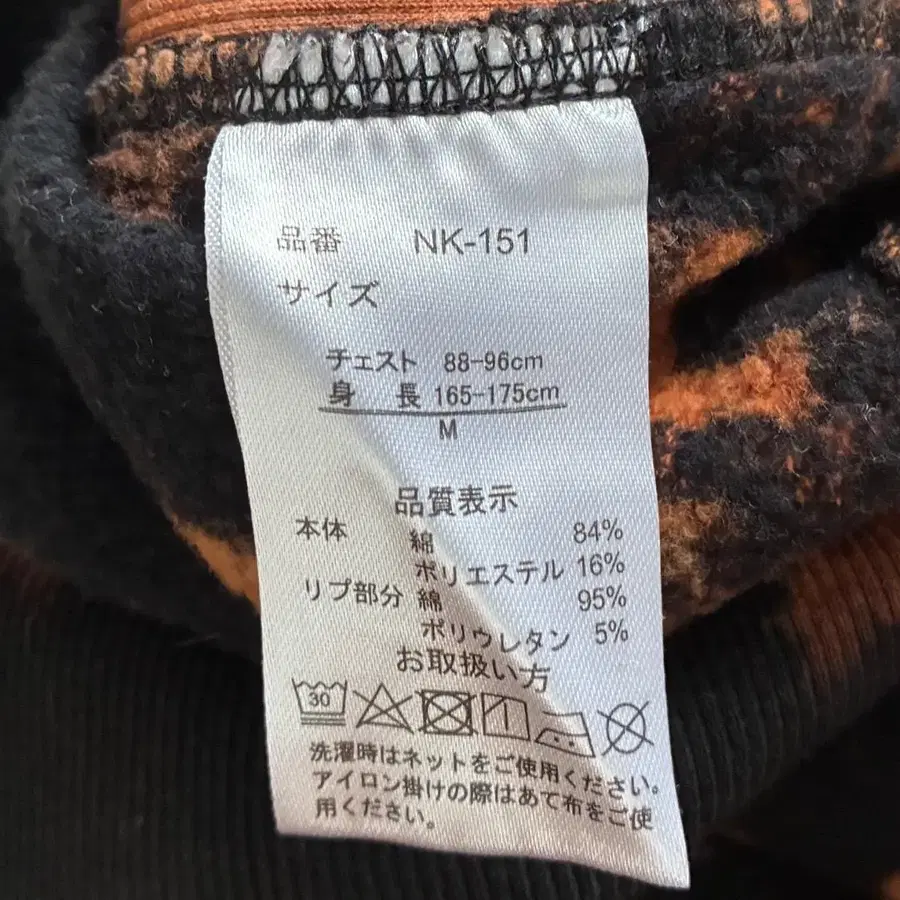 品番 NK-151
サイズ
チェスト 88-96cm
身長 165-175cm
M
品質表示
本体 綿 84%
ポリエステル 16%
リブ部分 綿 95%
ポリウレタン 5%
お取扱い方
30
洗濯時はネットをご使用ください。
アイロン掛けの際はあて布をご使
用ください。